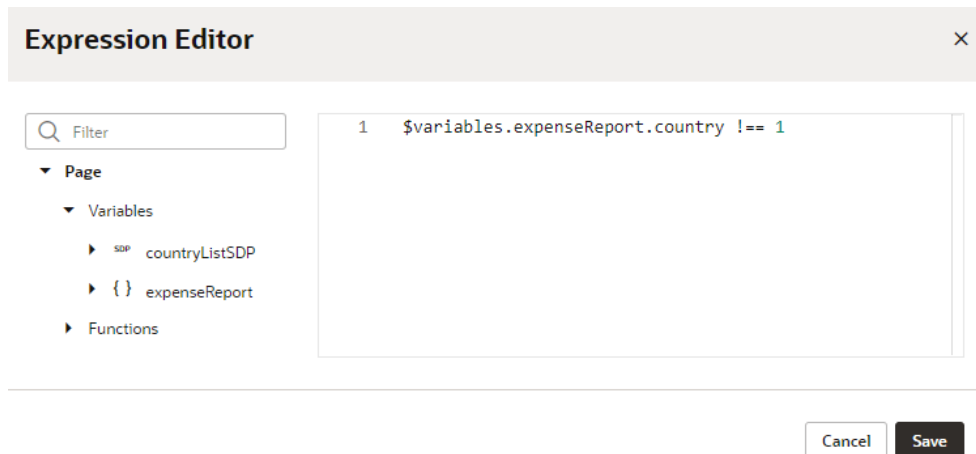 Expression Editor
Filter
1 $variables.expenseReport.country !== 1
Page
Variables
SDP countryListSDP
{ } expenseReport
Functions
Cancel Save